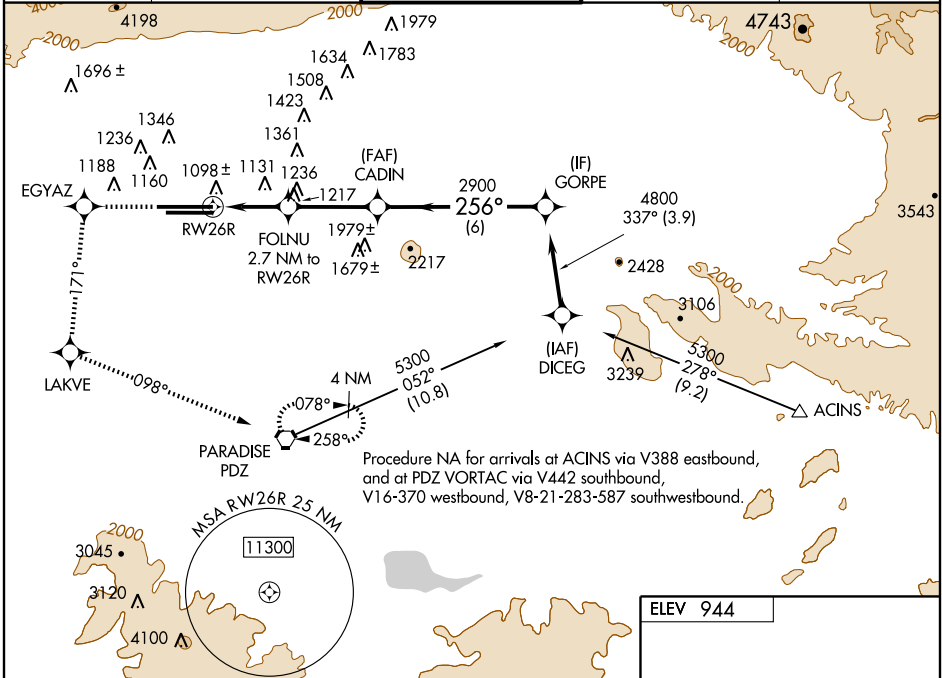 4000
4198
2000
1979
4743
2000
1783
1634
1696 ±
1508
1423
1346
1236
1361
(FAF)
CADIN
(IF)
GORPE
1188
1160
1098 ±
1131
1236
1217
2900
256°
(6)
4800
337° (3.9)
3543
EGYAZ
RW26R
FOLNU
2.7 NM to
RW26R
1979 ±
1679 ±
2217
2428
2000
3106
171°
LAKVE
098°
(IAF)
DICEG
3239
5300
278°
(9.2)
ACINS
5300
052°
(10.8)
4 NM
078°
258°
PARADISE
PDZ
Procedure NA for arrivals at ACINS via V388 eastbound,
and at PDZ VORTAC via V442 southbound,
V16-370 westbound, V8-21-283-587 southwestbound.
MSA RW26R 25 NM
11300
2000
3045
3120
4100
ELEV 944